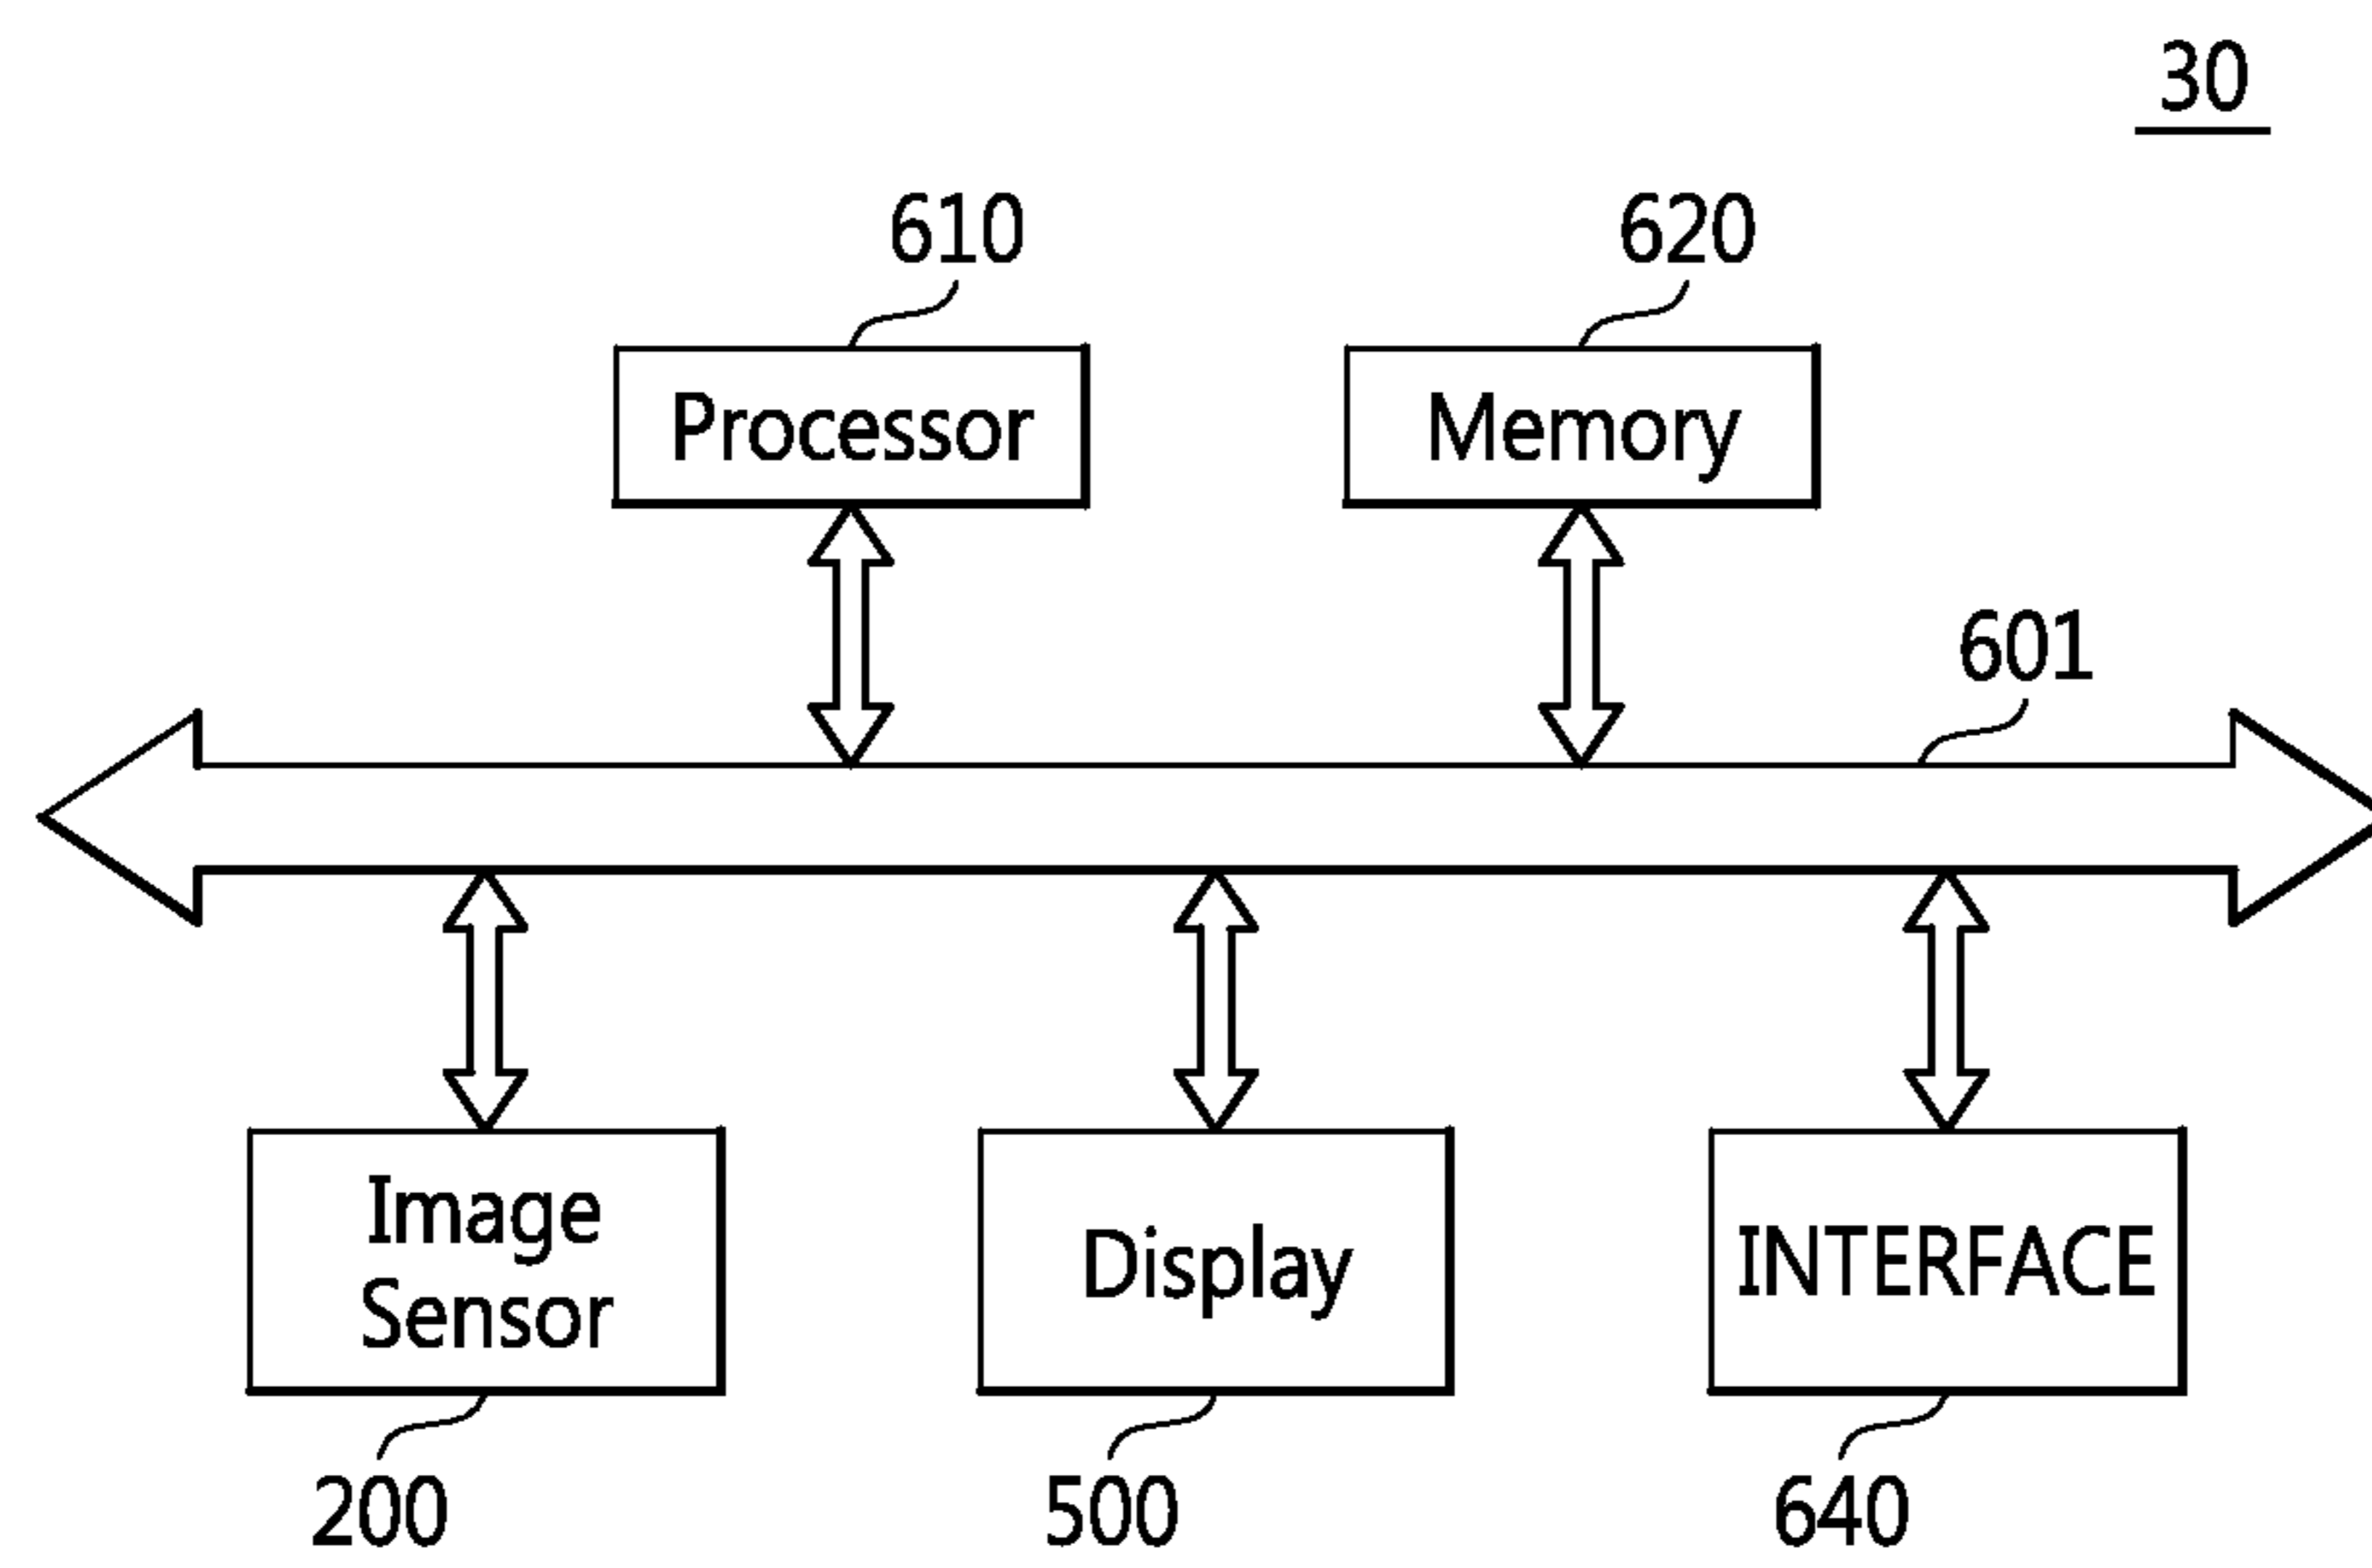 30
610
620
Processor
Memory
601
Image
Sensor
Display
INTERFACE
200
500
640